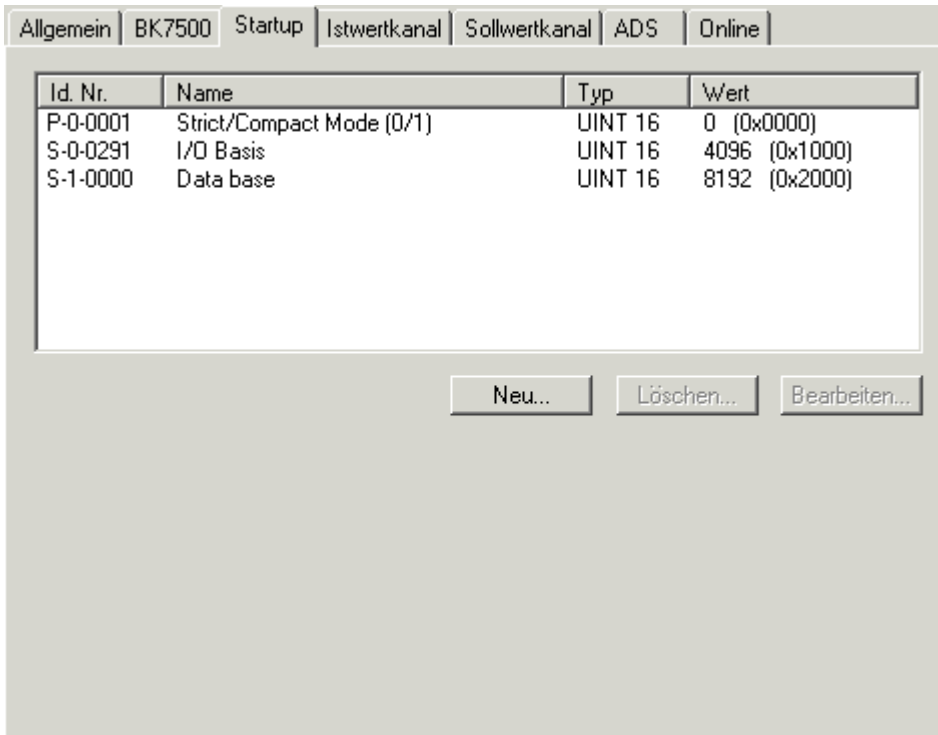 Allgemein BK7500 Startup Istwertkanal Sollwertkanal ADS Online
Id. Nr. Name Typ Wert
P-0-0001 Strict/Compact Mode (0/1) UINT 16 0 (0x0000)
S-0-0291 I/O Basis UINT 16 4096 (0x1000)
S-1-0000 Data base UINT 16 8192 (0x2000)
Neu... Löschen... Bearbeiten...